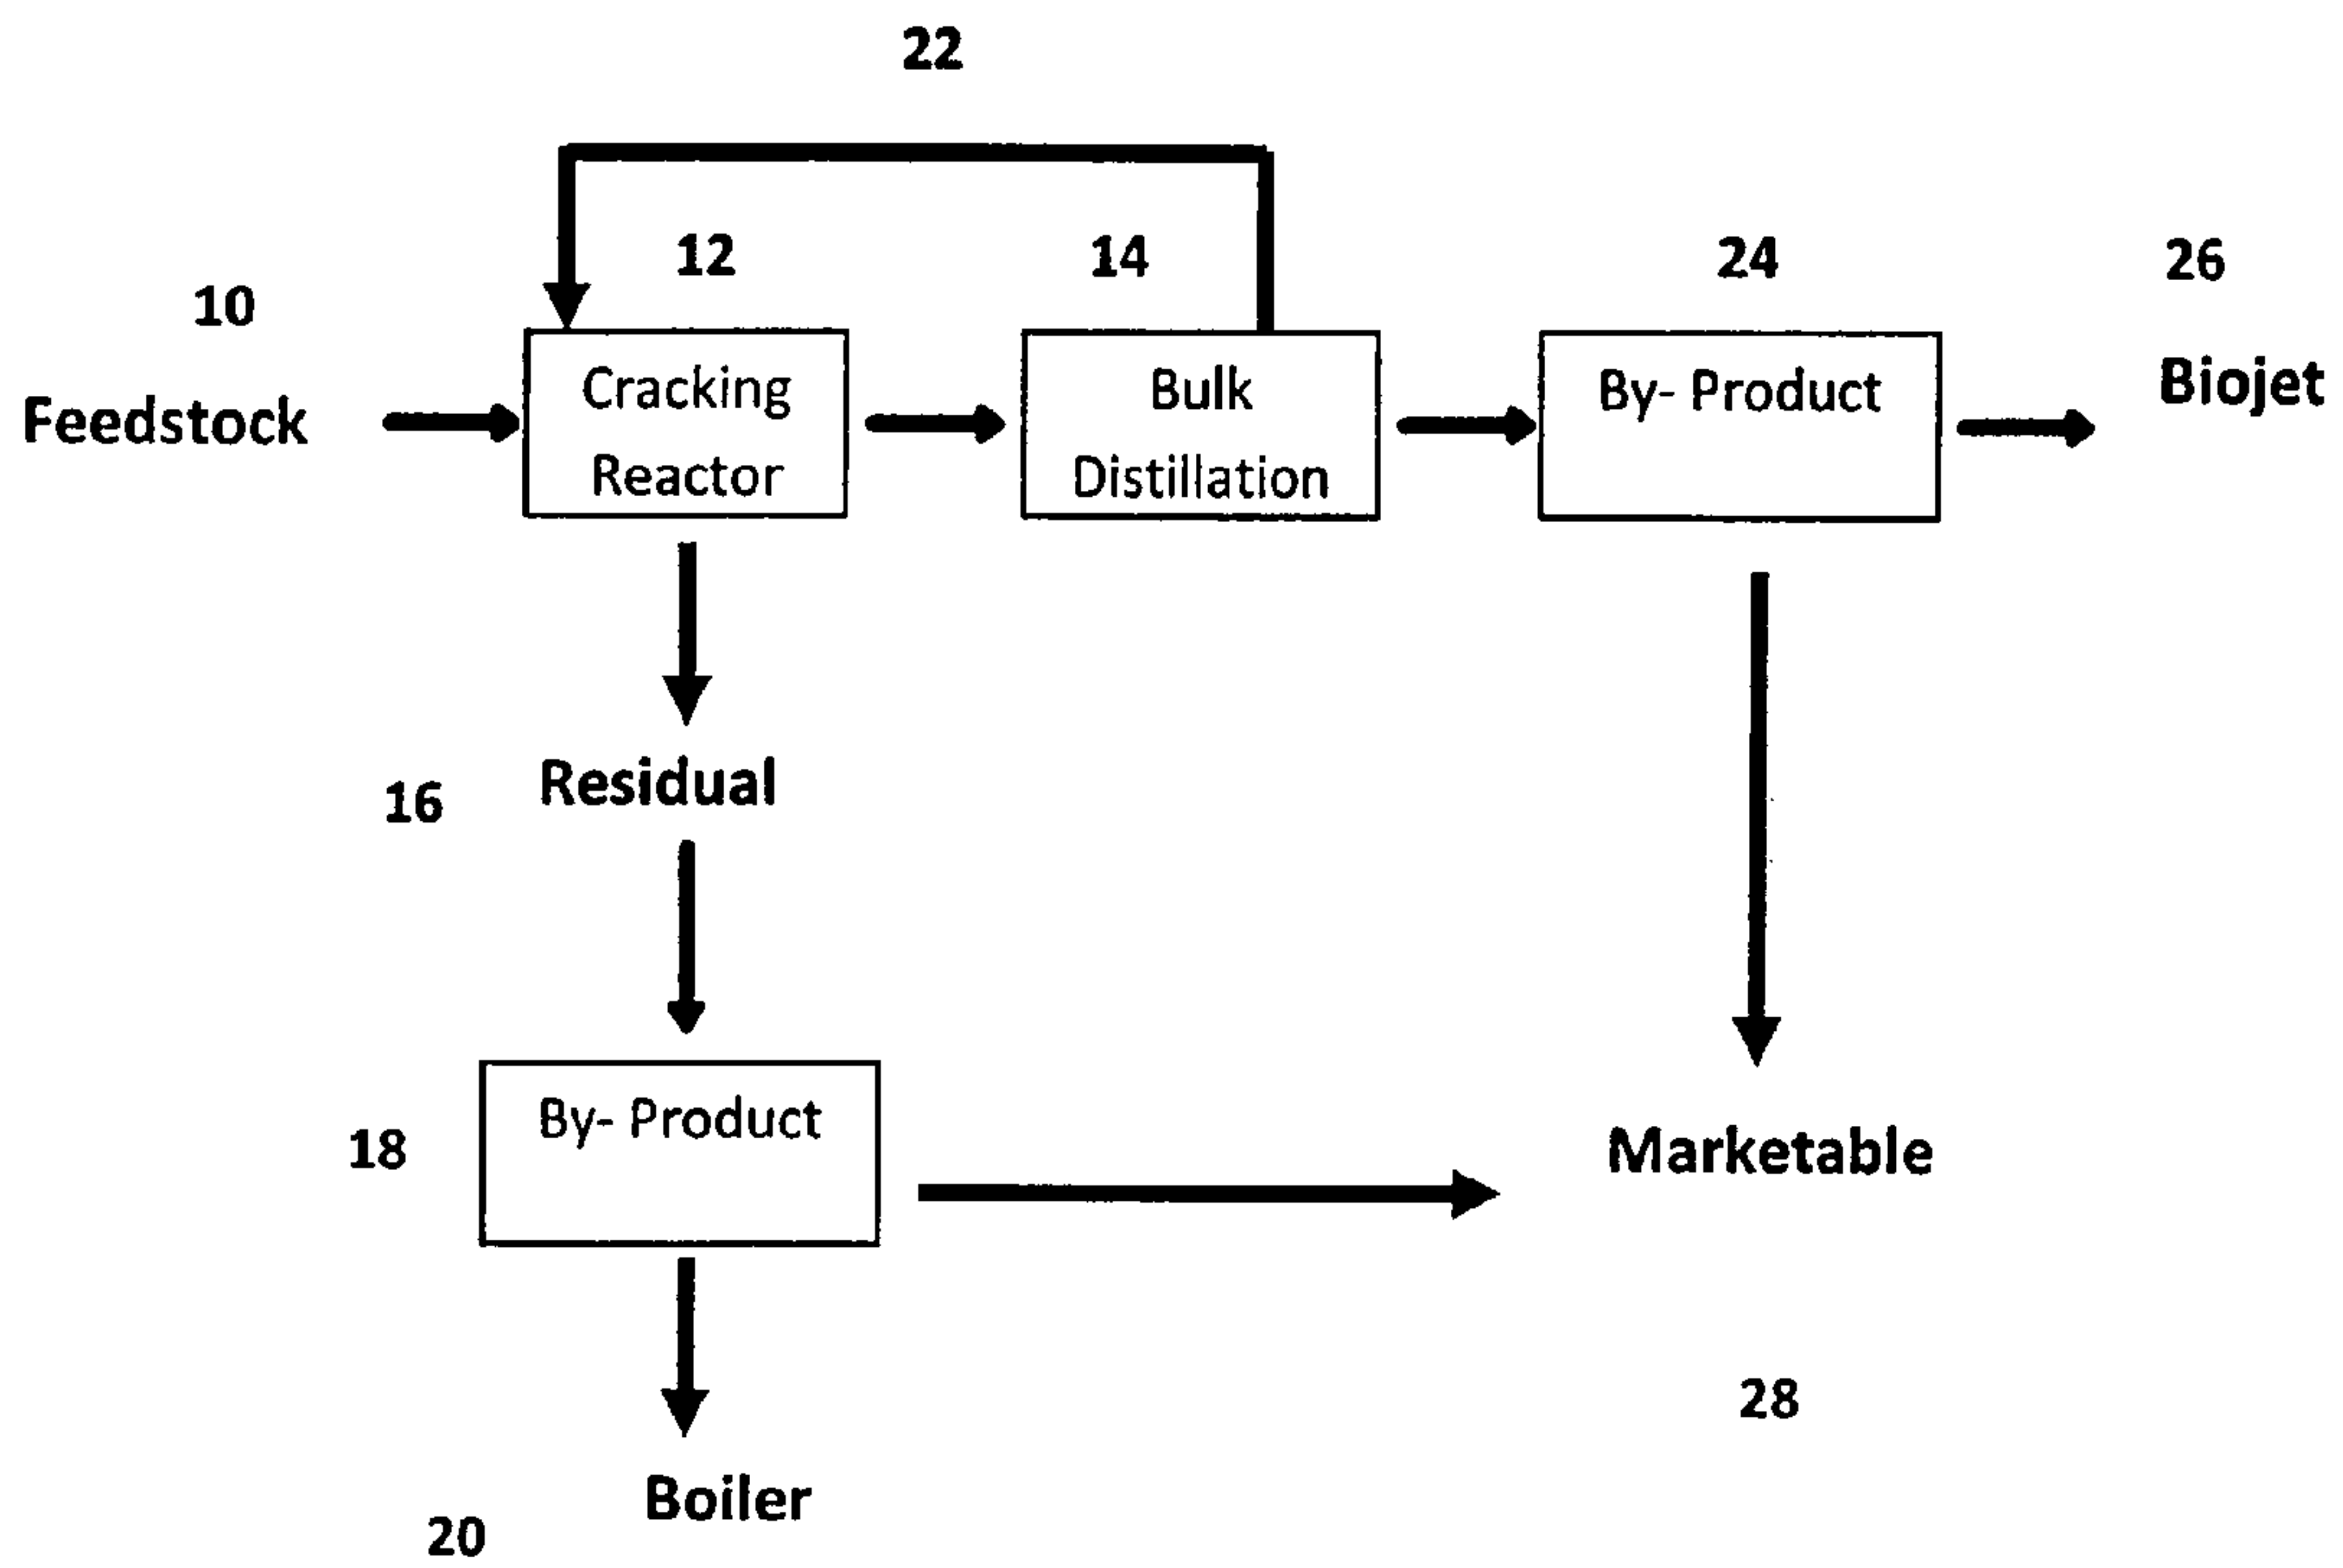 22
12
14
24
26
10
Feedstock
Cracking
Reactor
Bulk
Distillation
By- Product
Biojet
16
Residual
18
By- Product
Marketable
28
Boiler
20